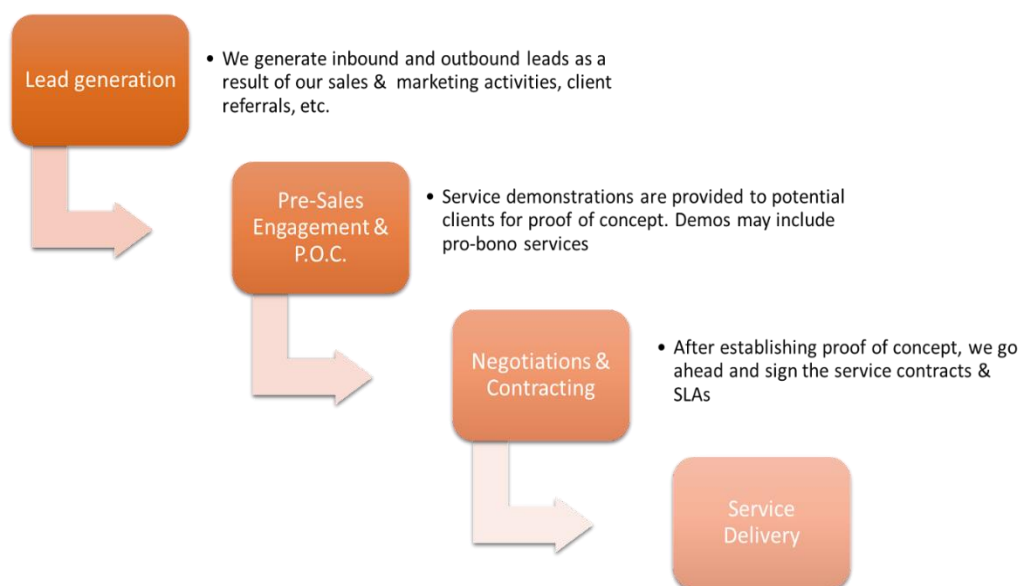 Lead generation
• We generate inbound and outbound leads as a
result of our sales & marketing activities, client
referrals, etc.
Pre-Sales
Engagement &
P.O.C.
• Service demonstrations are provided to potential
clients for proof of concept. Demos may include
pro-bono services
Negotiations &
Contracting
• After establishing proof of concept, we go
ahead and sign the service contracts &
SLAs
Service
Delivery